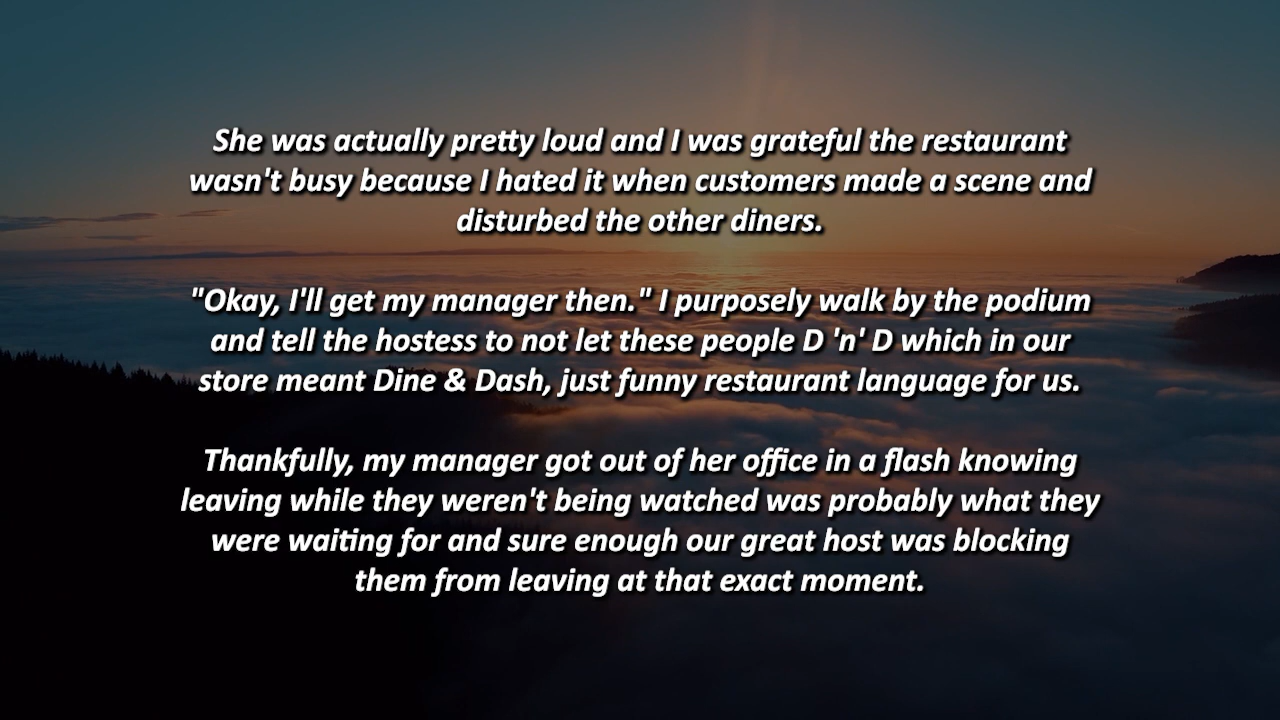 She was actually pretty loud and I was grateful the restaurant
wasn't busy because I hated it when customers made a scene and
disturbed the other diners.
"Okay, I'll get my manager then." I purposely walk by the podium
and tell the hostess to not let these people D 'n' D which in our
store meant Dine & Dash, just funny restaurant language for us.
Thankfully, my manager got out of her office in a flash knowing
leaving while they weren't being watched was probably what they
were waiting for and sure enough our great host was blocking
them from leaving at that exact moment.